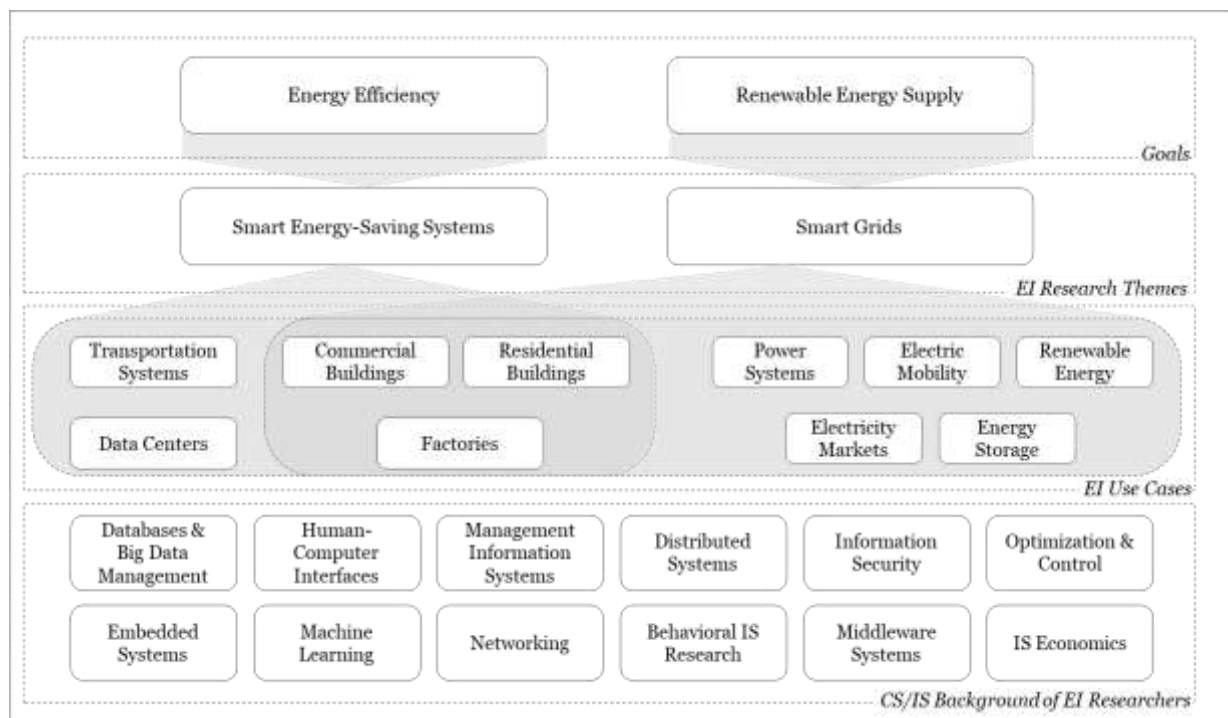 Energy Efficiency
Renewable Energy Supply
Goals
Smart Energy-Saving Systems
Smart Grids
EI Research Themes
Transportation
Systems
Commercial
Buildings
Residential
Buildings
Power
Systems
Electric
Mobility
Renewable
Energy
Data Centers
Factories
Electricity
Markets
Energy
Storage
EI Use Cases
Databases &
Big Data
Management
Human-
Computer
Interfaces
Management
Information
Systems
Distributed
Systems
Information
Security
Optimization &
Control
Embedded
Systems
Machine
Learning
Networking
Behavioral IS
Research
Middleware
Systems
IS Economics
CS/IS Background of EI Researchers